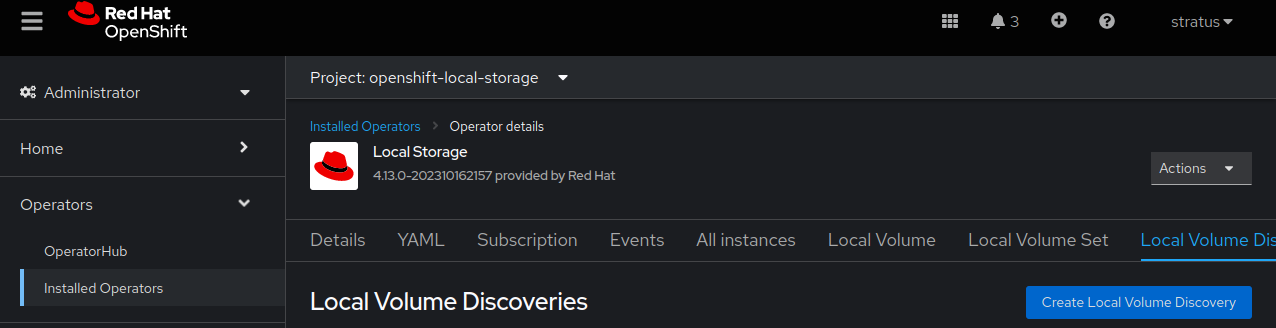 Red Hat
OpenShift
3
stratus
Administrator
Project: openshift-local-storage
Installed Operators
Operator details
Local Storage
4.13.0-202310162157 provided by Red Hat
Actions
Home
Operators
OperatorHub
Installed Operators
Details YAML Subscription Events All instances Local Volume Local Volume Set Local Volume Dis
Local Volume Discoveries
Create Local Volume Discovery